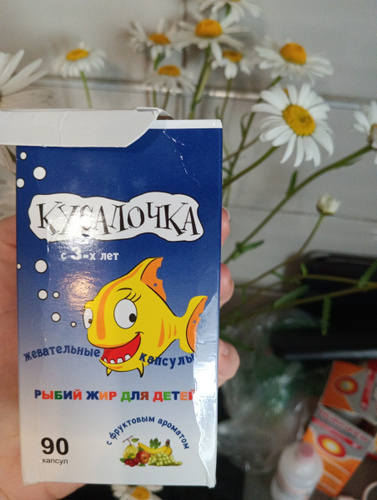 КУСАЛОЧКА
с 3-х лет
жевательные капсулы
РЫБИЙ ЖИР ДЛЯ ДЕТЕЙ
90
капсул
с фруктовым ароматом